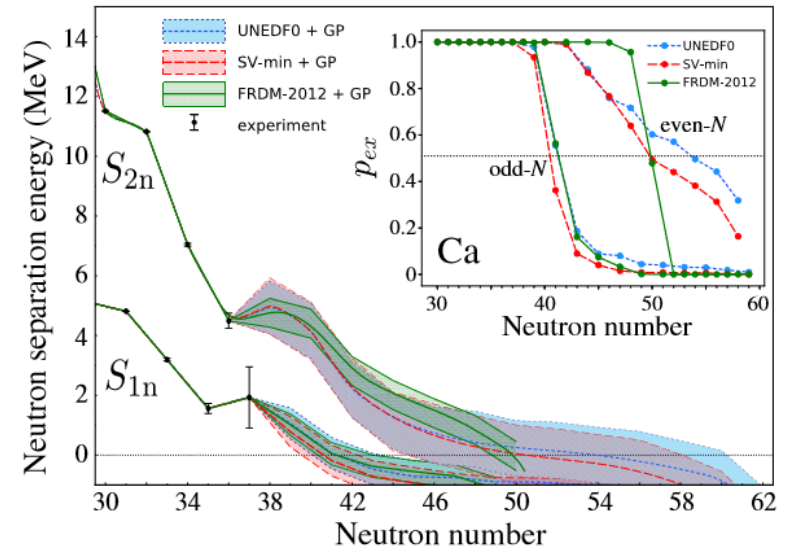 Neutron separation energy (MeV)
14
12
10
8
6
4
2
0
UNEDF0 + GP
SV-min + GP
FRDM-2012 + GP
experiment
S2n
S1n
30
34
38
42
46
50
54
58
62
Neutron number
pex
1.0
0.8
0.6
0.4
0.2
0
UNEDF0
SV-min
FRDM-2012
even-N
odd-N
Ca
30
40
50
60
Neutron number